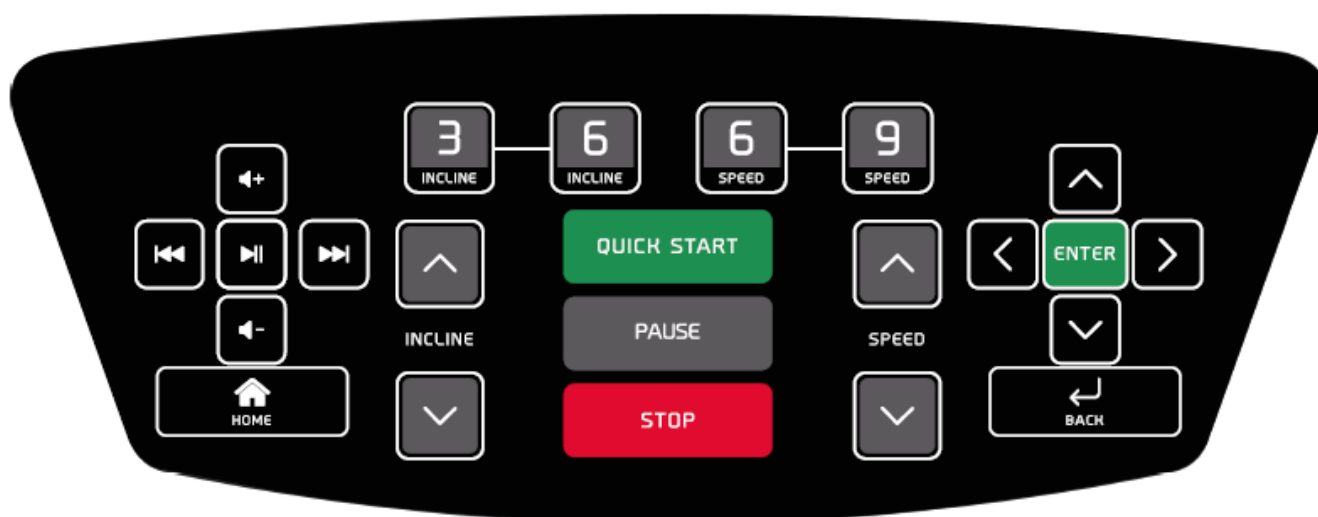 3
INCLINE
6
INCLINE
6
SPEED
9
SPEED
+
QUICK START
ENTER
PAUSE
INCLINE
SPEED
-
HOME
STOP
BACK